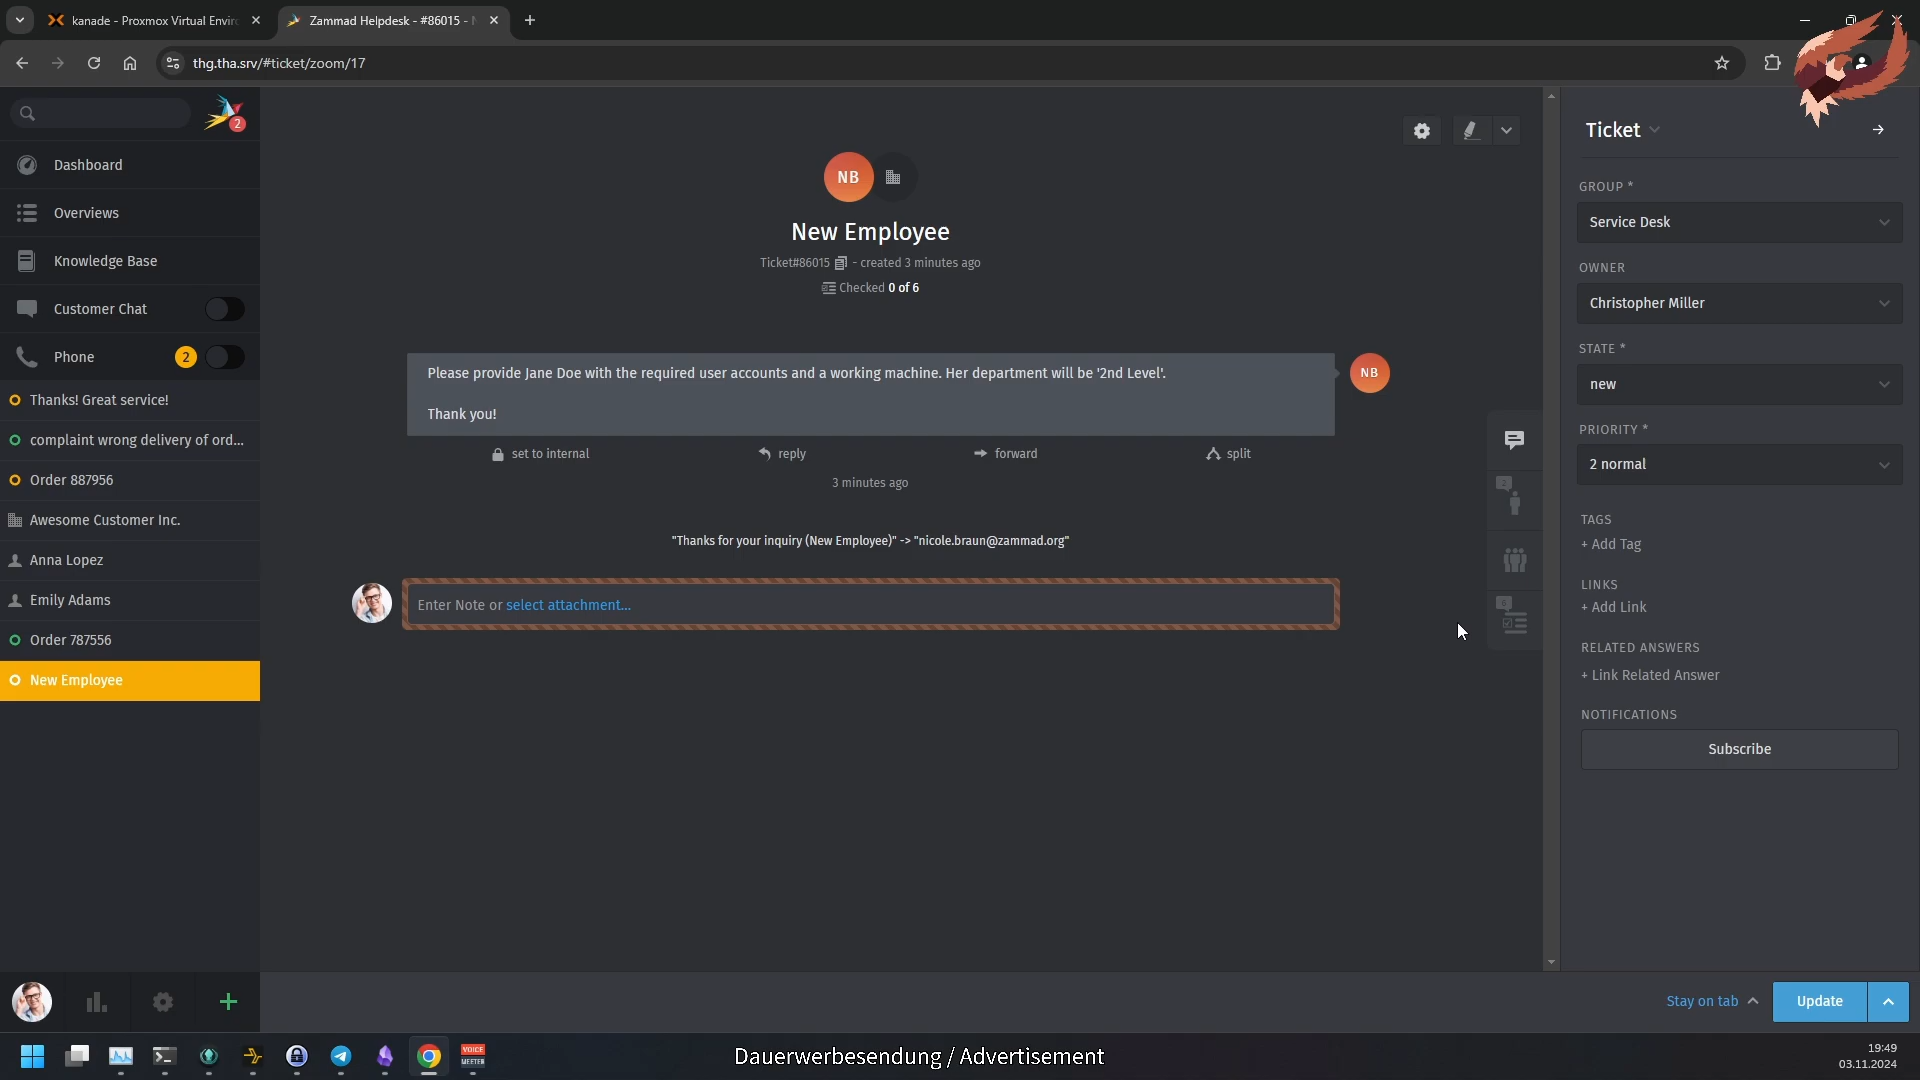 kanade - Proxmox Virtual Enviro
Zammad Helpdesk - #86015 - N
thg.tha.srv/#ticket/zoom/17
2
Dashboard
Overviews
Knowledge Base
Customer Chat
Phone 2
Thanks! Great service!
complaint wrong delivery of ord...
Order 887956
Awesome Customer Inc.
Anna Lopez
Emily Adams
Order 787556
New Employee
NB
New Employee
Ticket#86015 - created 3 minutes ago
Checked 0 of 6
Please provide Jane Doe with the required user accounts and a working machine. Her department will be '2nd Level'.
Thank you!
NB
set to internal reply forward split
3 minutes ago
"Thanks for your inquiry (New Employee)" -> "nicole.braun@zammad.org"
Enter Note or select attachment...
2
Ticket
GROUP *
Service Desk
OWNER
Christopher Miller
STATE *
new
PRIORITY *
2 normal
TAGS
+ Add Tag
LINKS
+ Add Link
RELATED ANSWERS
+ Link Related Answer
NOTIFICATIONS
Subscribe
Stay on tab
Update
VOICE
MEETER
Dauerwerbesendung / Advertisement
19:49
03.11.2024